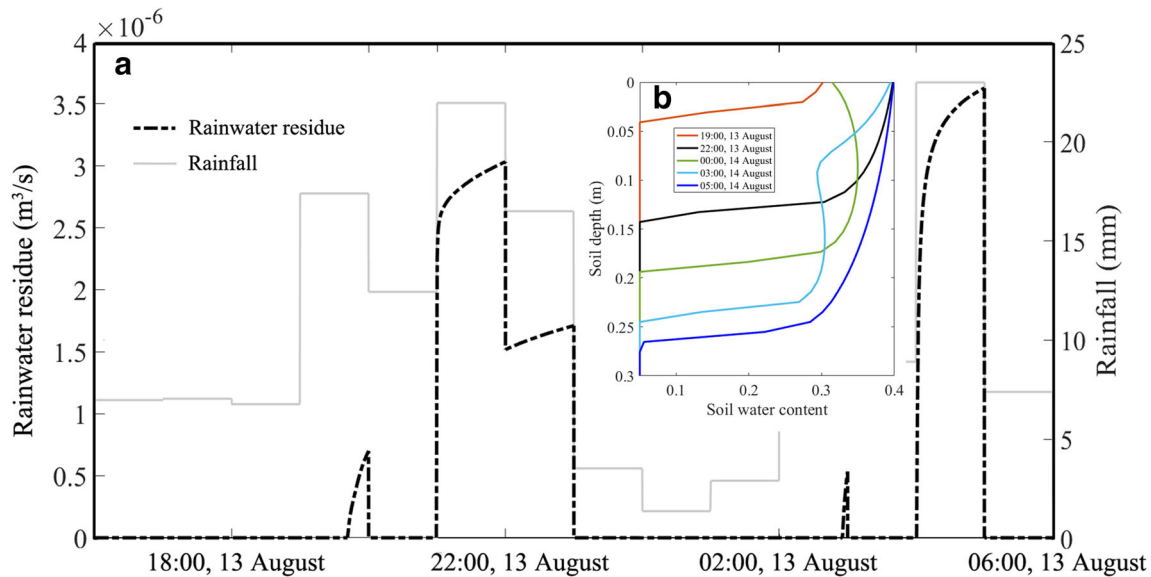 ×10⁻⁶
a
4
3.5
3
2.5
2
1.5
1
0.5
0
Rainwater residue (m³/s)
Rainwater residue
Rainfall
25
20
15
10
5
0
Rainfall (mm)
18:00, 13 August
22:00, 13 August
02:00, 13 August
06:00, 13 August
b
0
0.05
0.1
0.15
0.2
0.25
0.3
Soil depth (m)
19:00, 13 August
22:00, 13 August
00:00, 14 August
03:00, 14 August
05:00, 14 August
0.1
0.2
0.3
0.4
Soil water content